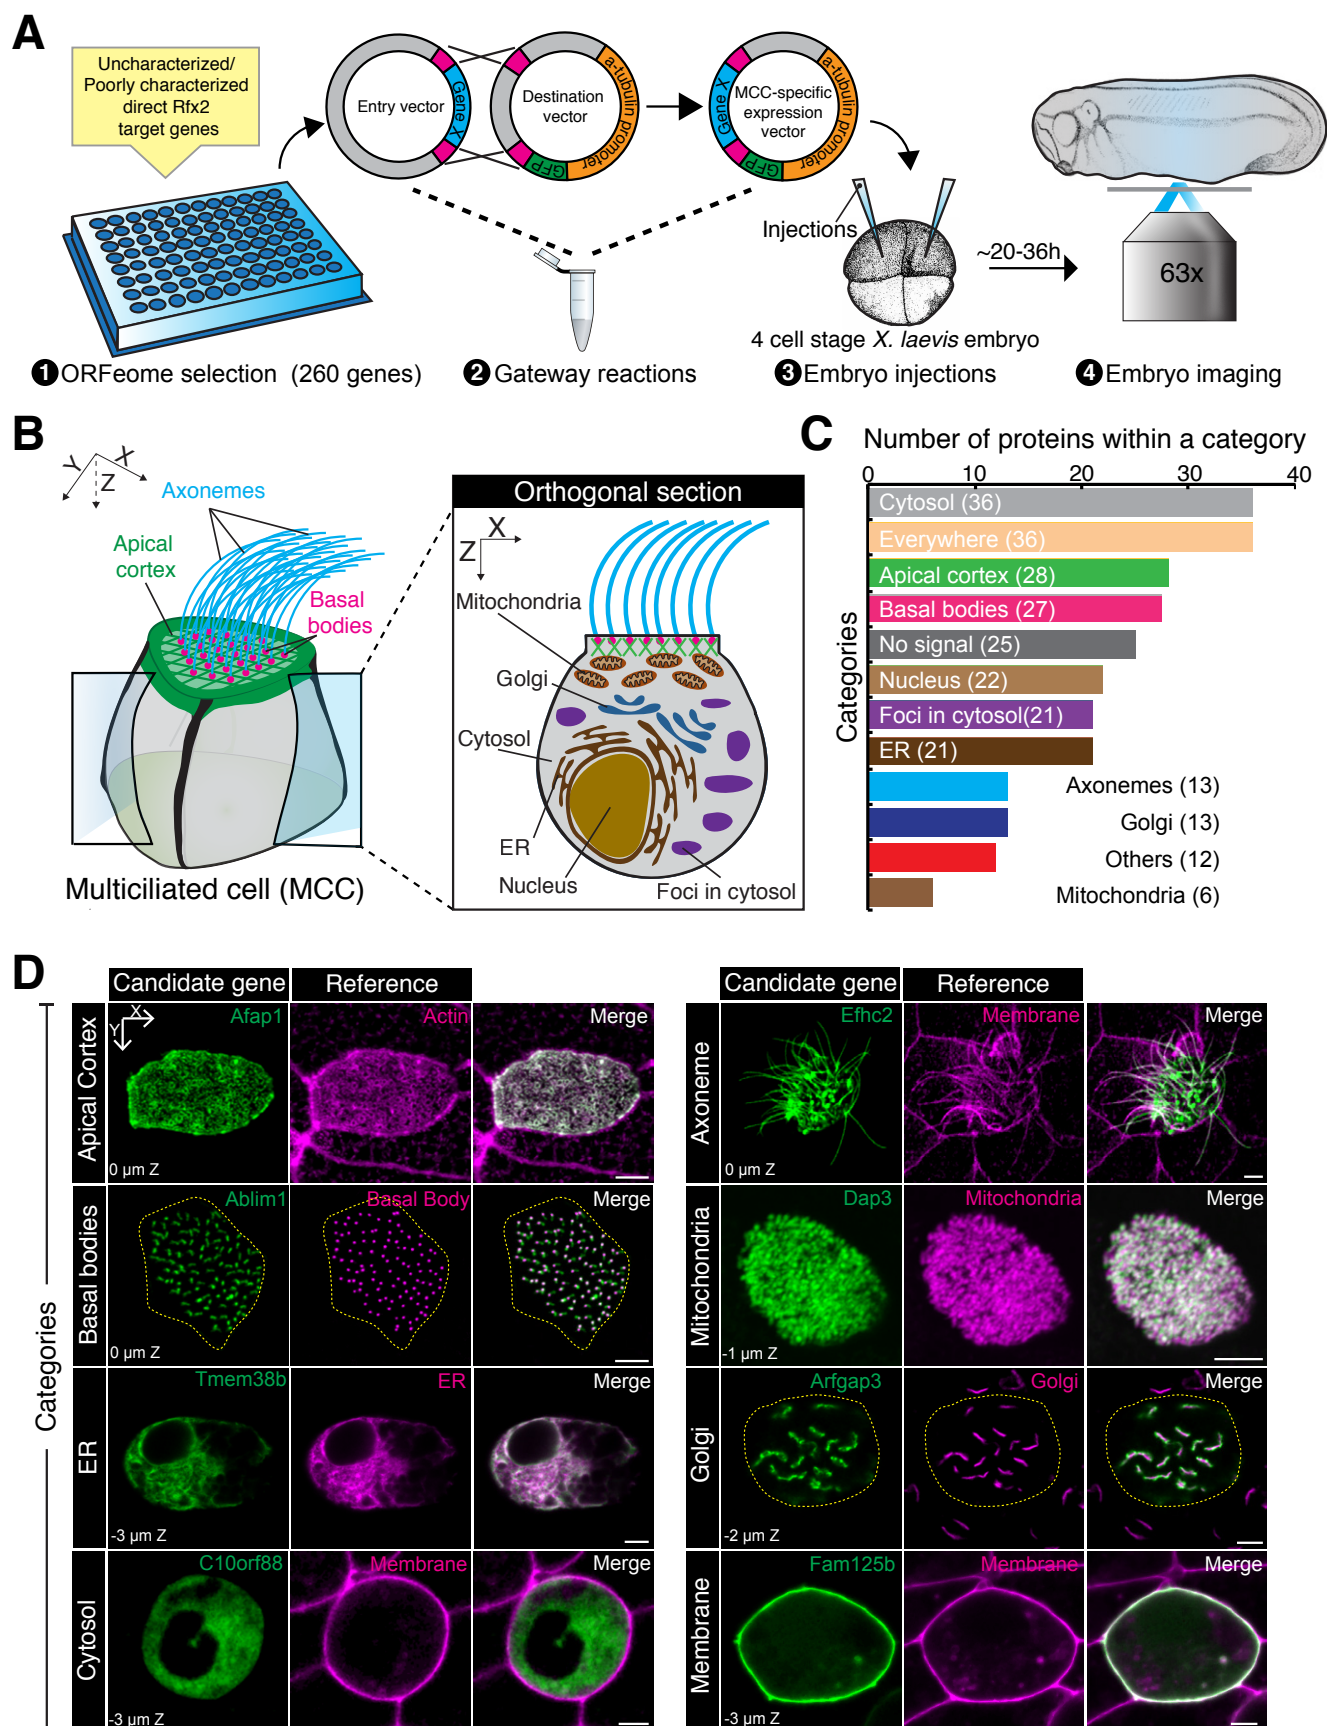 A
Uncharacterized/
Poorly characterized
direct Rfx2
target genes
Entry vector
Gene X
Destination
vector
GFP
a-tubulin promoter
Gene X
MCC-specific
expression
vector
GFP
a-tubulin promoter
Injections
~20-36h
63x
4 cell stage X. laevis embryo
1 ORFeome selection (260 genes)
2 Gateway reactions
3 Embryo injections
4 Embryo imaging
B
Y
X
Z
Axonemes
Apical
cortex
Basal
bodies
Multiciliated cell (MCC)
Orthogonal section
X
Z
Mitochondria
Golgi
Cytosol
ER
Nucleus
Foci in cytosol
C
Number of proteins within a category
0 10 20 30 40
Categories
Cytosol (36)
Everywhere (36)
Apical cortex (28)
Basal bodies (27)
No signal (25)
Nucleus (22)
Foci in cytosol(21)
ER (21)
Axonemes (13)
Golgi (13)
Others (12)
Mitochondria (6)
D
Categories
Candidate gene Reference
Apical Cortex
X
Y
Afap1
Actin
Merge
0 µm Z
Basal bodies
Ablim1
Basal Body
Merge
0 µm Z
ER
Tmem38b
ER
Merge
-3 µm Z
Cytosol
C10orf88
Membrane
Merge
-3 µm Z
Candidate gene Reference
Axoneme
Efhc2
Membrane
Merge
0 µm Z
Mitochondria
Dap3
Mitochondria
Merge
-1 µm Z
Golgi
Arfgap3
Golgi
Merge
-2 µm Z
Membrane
Fam125b
Membrane
Merge
-3 µm Z